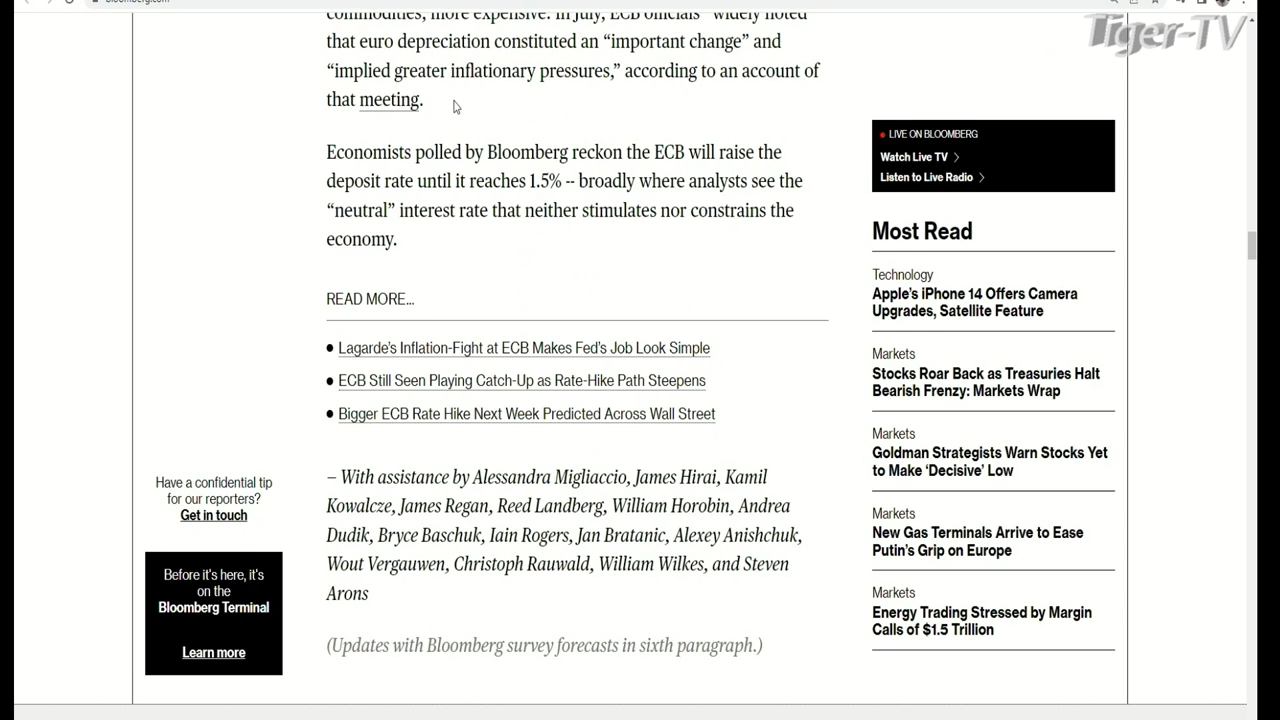 bloomberg.com
commodities, more expensive. In July, ECB officials “widely noted
that euro depreciation constituted an “important change” and
“implied greater inflationary pressures,” according to an account of
that meeting.
Economists polled by Bloomberg reckon the ECB will raise the
deposit rate until it reaches 1.5% -- broadly where analysts see the
“neutral” interest rate that neither stimulates nor constrains the
economy.
READ MORE...
• Lagarde’s Inflation-Fight at ECB Makes Fed’s Job Look Simple
• ECB Still Seen Playing Catch-Up as Rate-Hike Path Steepens
• Bigger ECB Rate Hike Next Week Predicted Across Wall Street
– With assistance by Alessandra Migliaccio, James Hirai, Kamil
Kowalcze, James Regan, Reed Landberg, William Horobin, Andrea
Dudik, Bryce Baschuk, Iain Rogers, Jan Bratanic, Alexey Anishchuk,
Wout Vergauwen, Christoph Rauwald, William Wilkes, and Steven
Arons
(Updates with Bloomberg survey forecasts in sixth paragraph.)
Have a confidential tip
for our reporters?
Get in touch
Before it's here, it's
on the
Bloomberg Terminal
Learn more
Tiger-TV
LIVE ON BLOOMBERG
Watch Live TV
Listen to Live Radio
Most Read
Technology
Apple’s iPhone 14 Offers Camera
Upgrades, Satellite Feature
Markets
Stocks Roar Back as Treasuries Halt
Bearish Frenzy: Markets Wrap
Markets
Goldman Strategists Warn Stocks Yet
to Make ‘Decisive’ Low
Markets
New Gas Terminals Arrive to Ease
Putin’s Grip on Europe
Markets
Energy Trading Stressed by Margin
Calls of $1.5 Trillion